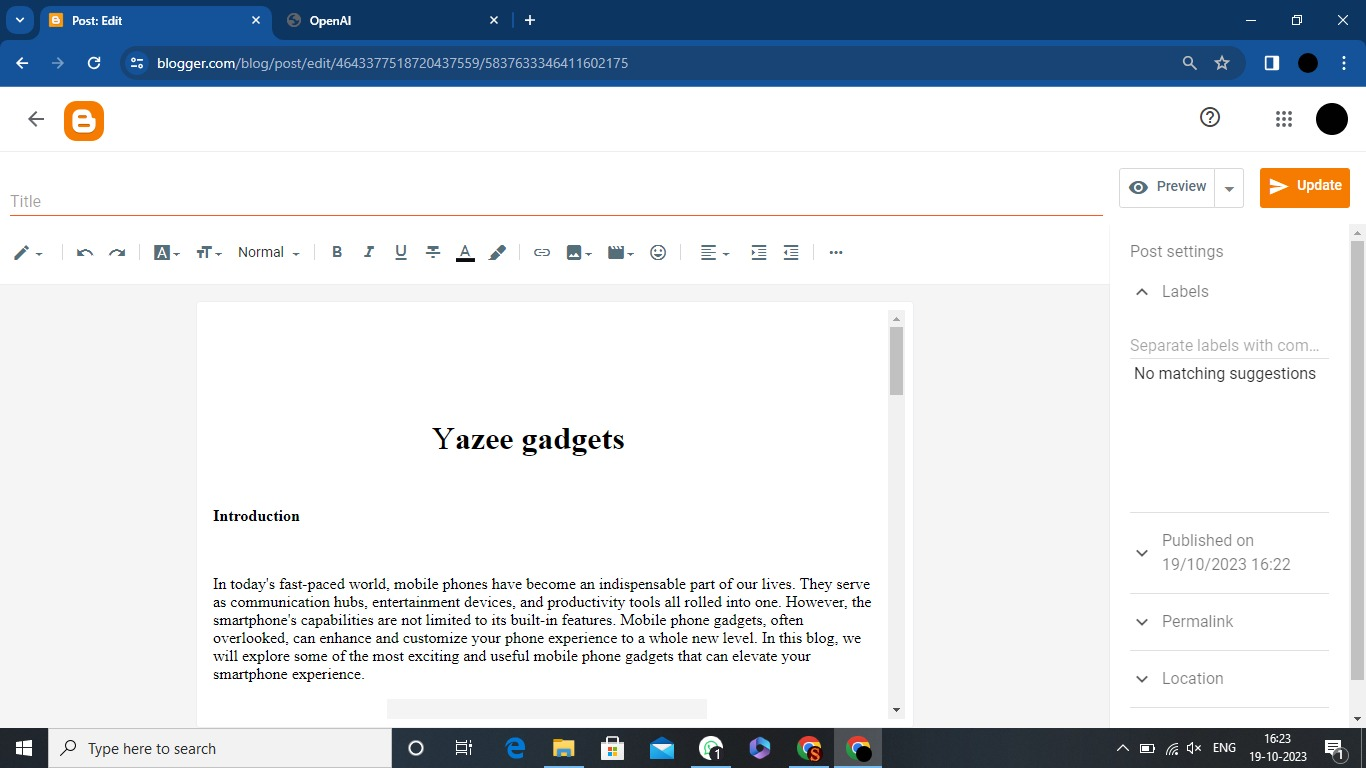 Post: Edit
OpenAI
blogger.com/blog/post/edit/4643377518720437559/5837633346411602175
Title
Preview
Update
Normal
Post settings
Labels
Separate labels with com...
No matching suggestions
Published on
19/10/2023 16:22
Permalink
Location
Yazee gadgets
Introduction
In today's fast-paced world, mobile phones have become an indispensable part of our lives. They serve
as communication hubs, entertainment devices, and productivity tools all rolled into one. However, the
smartphone's capabilities are not limited to its built-in features. Mobile phone gadgets, often
overlooked, can enhance and customize your phone experience to a whole new level. In this blog, we
will explore some of the most exciting and useful mobile phone gadgets that can elevate your
smartphone experience.
Type here to search
ENG
16:23
19-10-2023
1